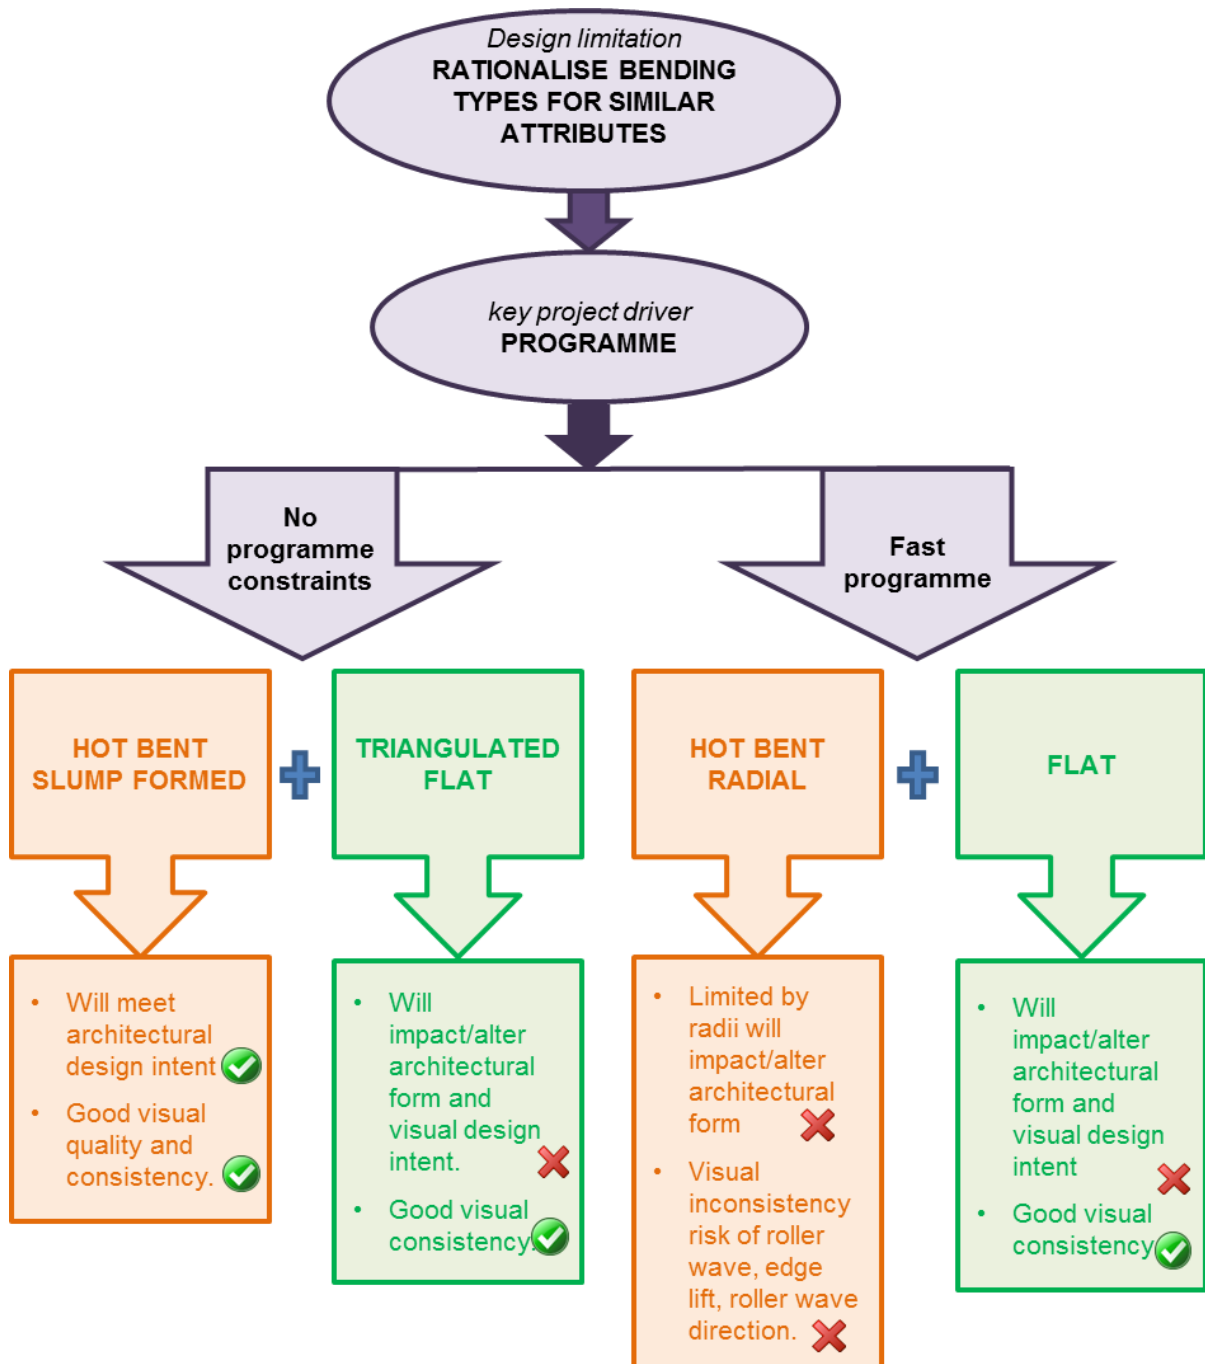 Design limitation
RATIONALISE BENDING
TYPES FOR SIMILAR
ATTRIBUTES
key project driver
PROGRAMME
No
programme
constraints
Fast
programme
HOT BENT
SLUMP FORMED
TRIANGULATED
FLAT
HOT BENT
RADIAL
FLAT
• Will meet
architectural
design intent
• Good visual
quality and
consistency.
• Will
impact/alter
architectural
form and
visual design
intent.
• Good visual
consistency.
• Limited by
radii will
impact/alter
architectural
form
• Visual
inconsistency
risk of roller
wave, edge
lift, roller wave
direction.
• Will
impact/alter
architectural
form and
visual design
intent
• Good visual
consistency